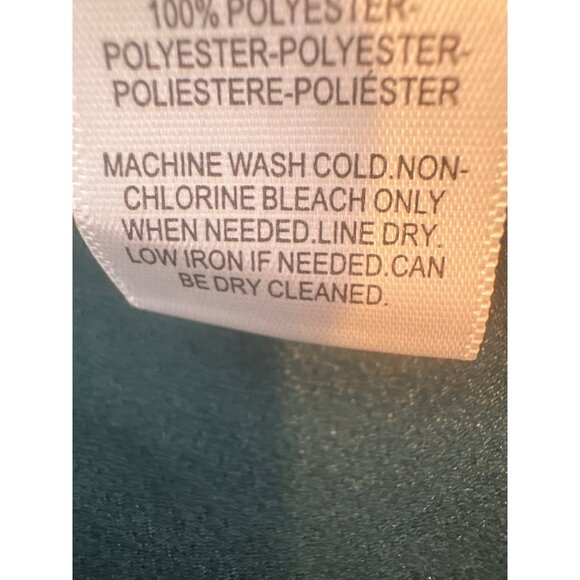 100% POLYESTER-
POLYESTER-POLYESTER-
POLIESTERE-POLIÉSTER
MACHINE WASH COLD.NON-
CHLORINE BLEACH ONLY
WHEN NEEDED.LINE DRY.
LOW IRON IF NEEDED.CAN
BE DRY CLEANED.